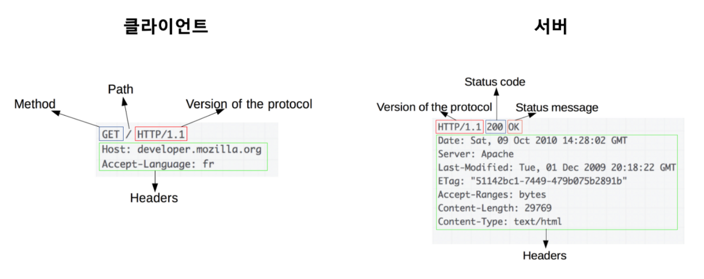 클라이언트
Path
Method
Version of the protocol
GET / HTTP/1.1
Host: developer.mozilla.org
Accept-Language: fr
Headers
서버
Status code
Version of the protocol
Status message
HTTP/1.1 200 OK
Date: Sat, 09 Oct 2010 14:28:02 GMT
Server: Apache
Last-Modified: Tue, 01 Dec 2009 20:18:22 GMT
ETag: "51142bc1-7449-479b075b2891b"
Accept-Ranges: bytes
Content-Length: 29769
Content-Type: text/html
Headers